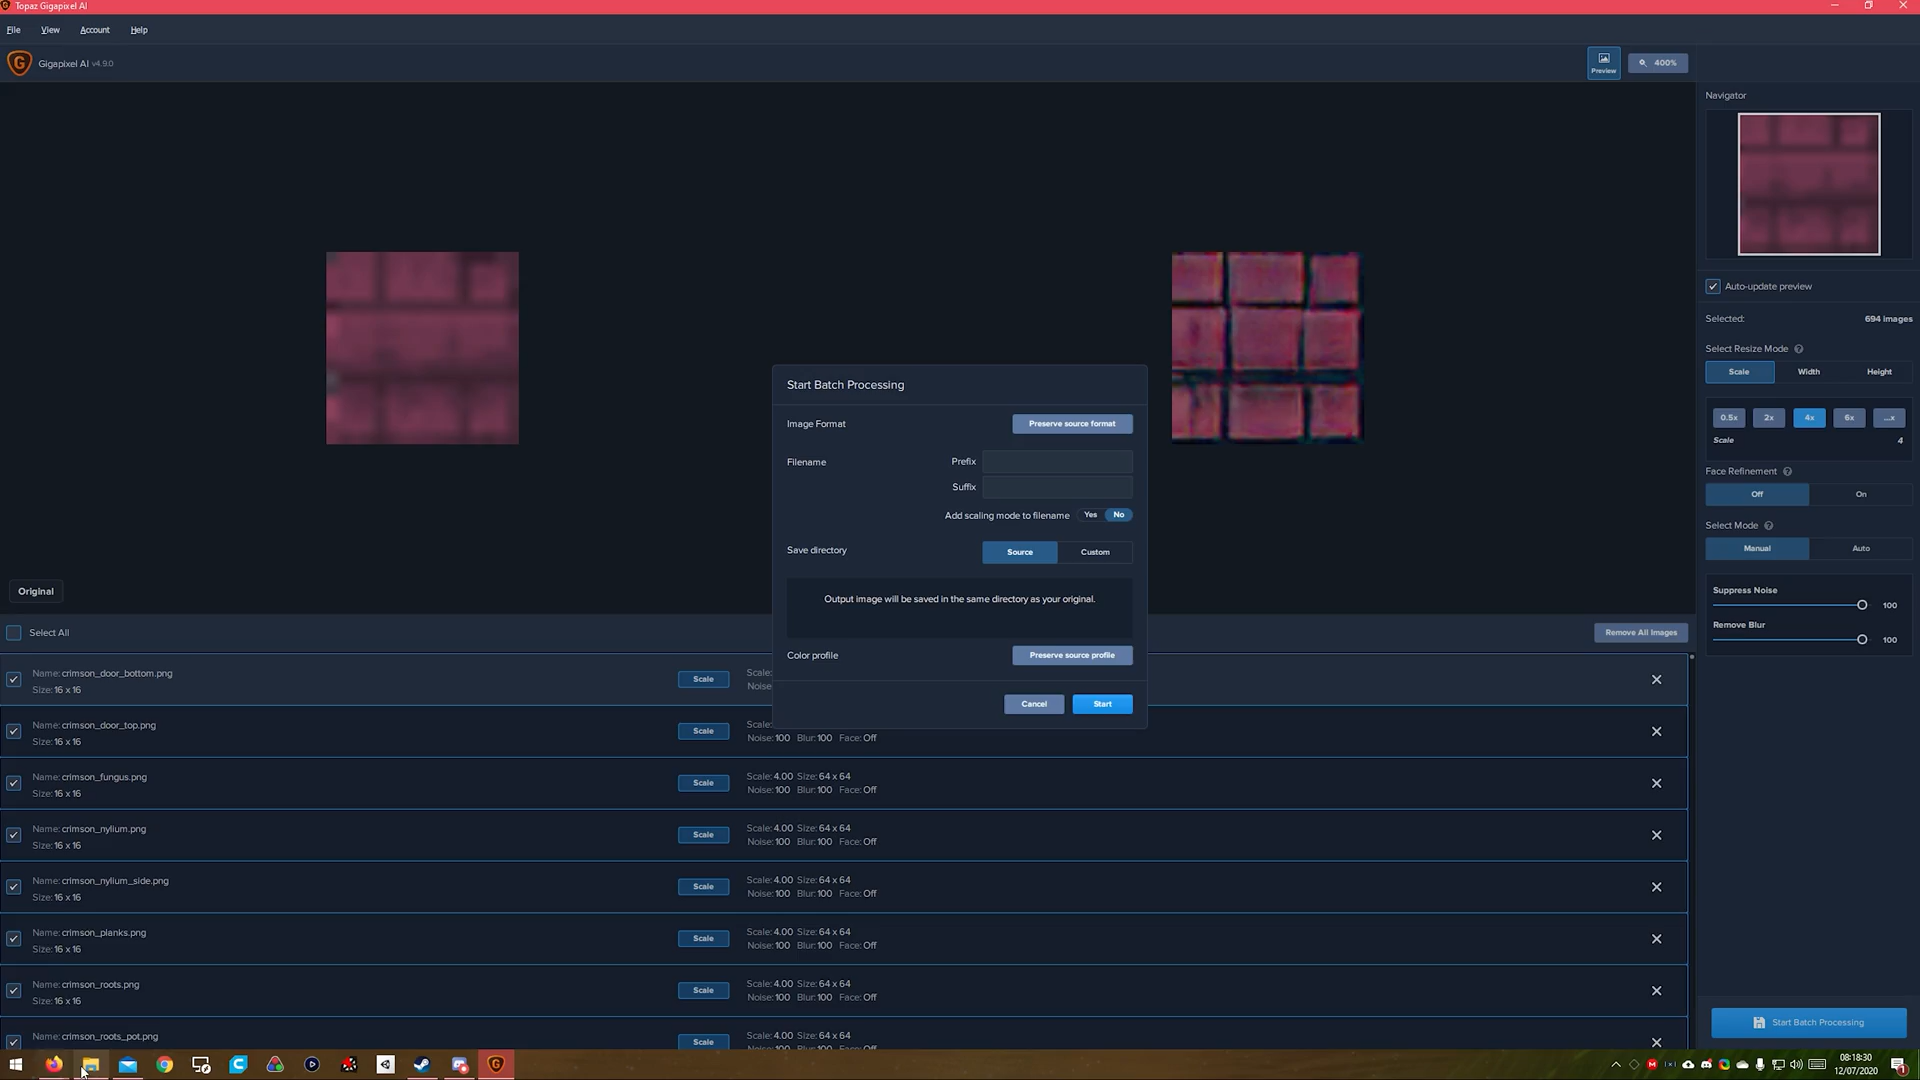 Topaz Gigapixel AI
File View Account Help
Gigapixel AI v4.9.0
Preview
400%
Navigator
Auto-update preview
Selected: 694 images
Select Resize Mode
Scale Width Height
0.5x 2x 4x 6x ...x
Scale 4
Face Refinement
Off On
Select Mode
Manual Auto
Suppress Noise
100
Remove Blur
100
Start Batch Processing
Image Format Preserve source format
Filename Prefix
Suffix
Add scaling mode to filename Yes No
Save directory Source Custom
Output image will be saved in the same directory as your original.
Color profile Preserve source profile
Cancel Start
Original
Select All
Remove All Images
Name: crimson_door_bottom.png
Size: 16 x 16
Scale
Scale:
Noise:
Name: crimson_door_top.png
Size: 16 x 16
Scale
Scale:
Noise: 100 Blur: 100 Face: Off
Name: crimson_fungus.png
Size: 16 x 16
Scale
Scale: 4.00 Size: 64 x 64
Noise: 100 Blur: 100 Face: Off
Name: crimson_nylium.png
Size: 16 x 16
Scale
Scale: 4.00 Size: 64 x 64
Noise: 100 Blur: 100 Face: Off
Name: crimson_nylium_side.png
Size: 16 x 16
Scale
Scale: 4.00 Size: 64 x 64
Noise: 100 Blur: 100 Face: Off
Name: crimson_planks.png
Size: 16 x 16
Scale
Scale: 4.00 Size: 64 x 64
Noise: 100 Blur: 100 Face: Off
Name: crimson_roots.png
Size: 16 x 16
Scale
Scale: 4.00 Size: 64 x 64
Noise: 100 Blur: 100 Face: Off
Name: crimson_roots_pot.png
Scale
Scale: 4.00 Size: 64 x 64
Noise: 100 Blur: 100 Face: Off
Start Batch Processing
08:18:30
12/07/2020